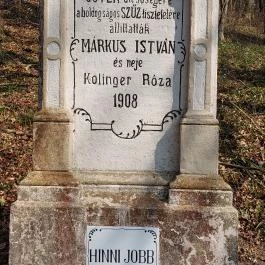 a boldogságos SZŰZ tiszteletére
állíttatták
MÁRKUS ISTVÁN
és neje
Kolinger Róza
1908
HINNI JOBB